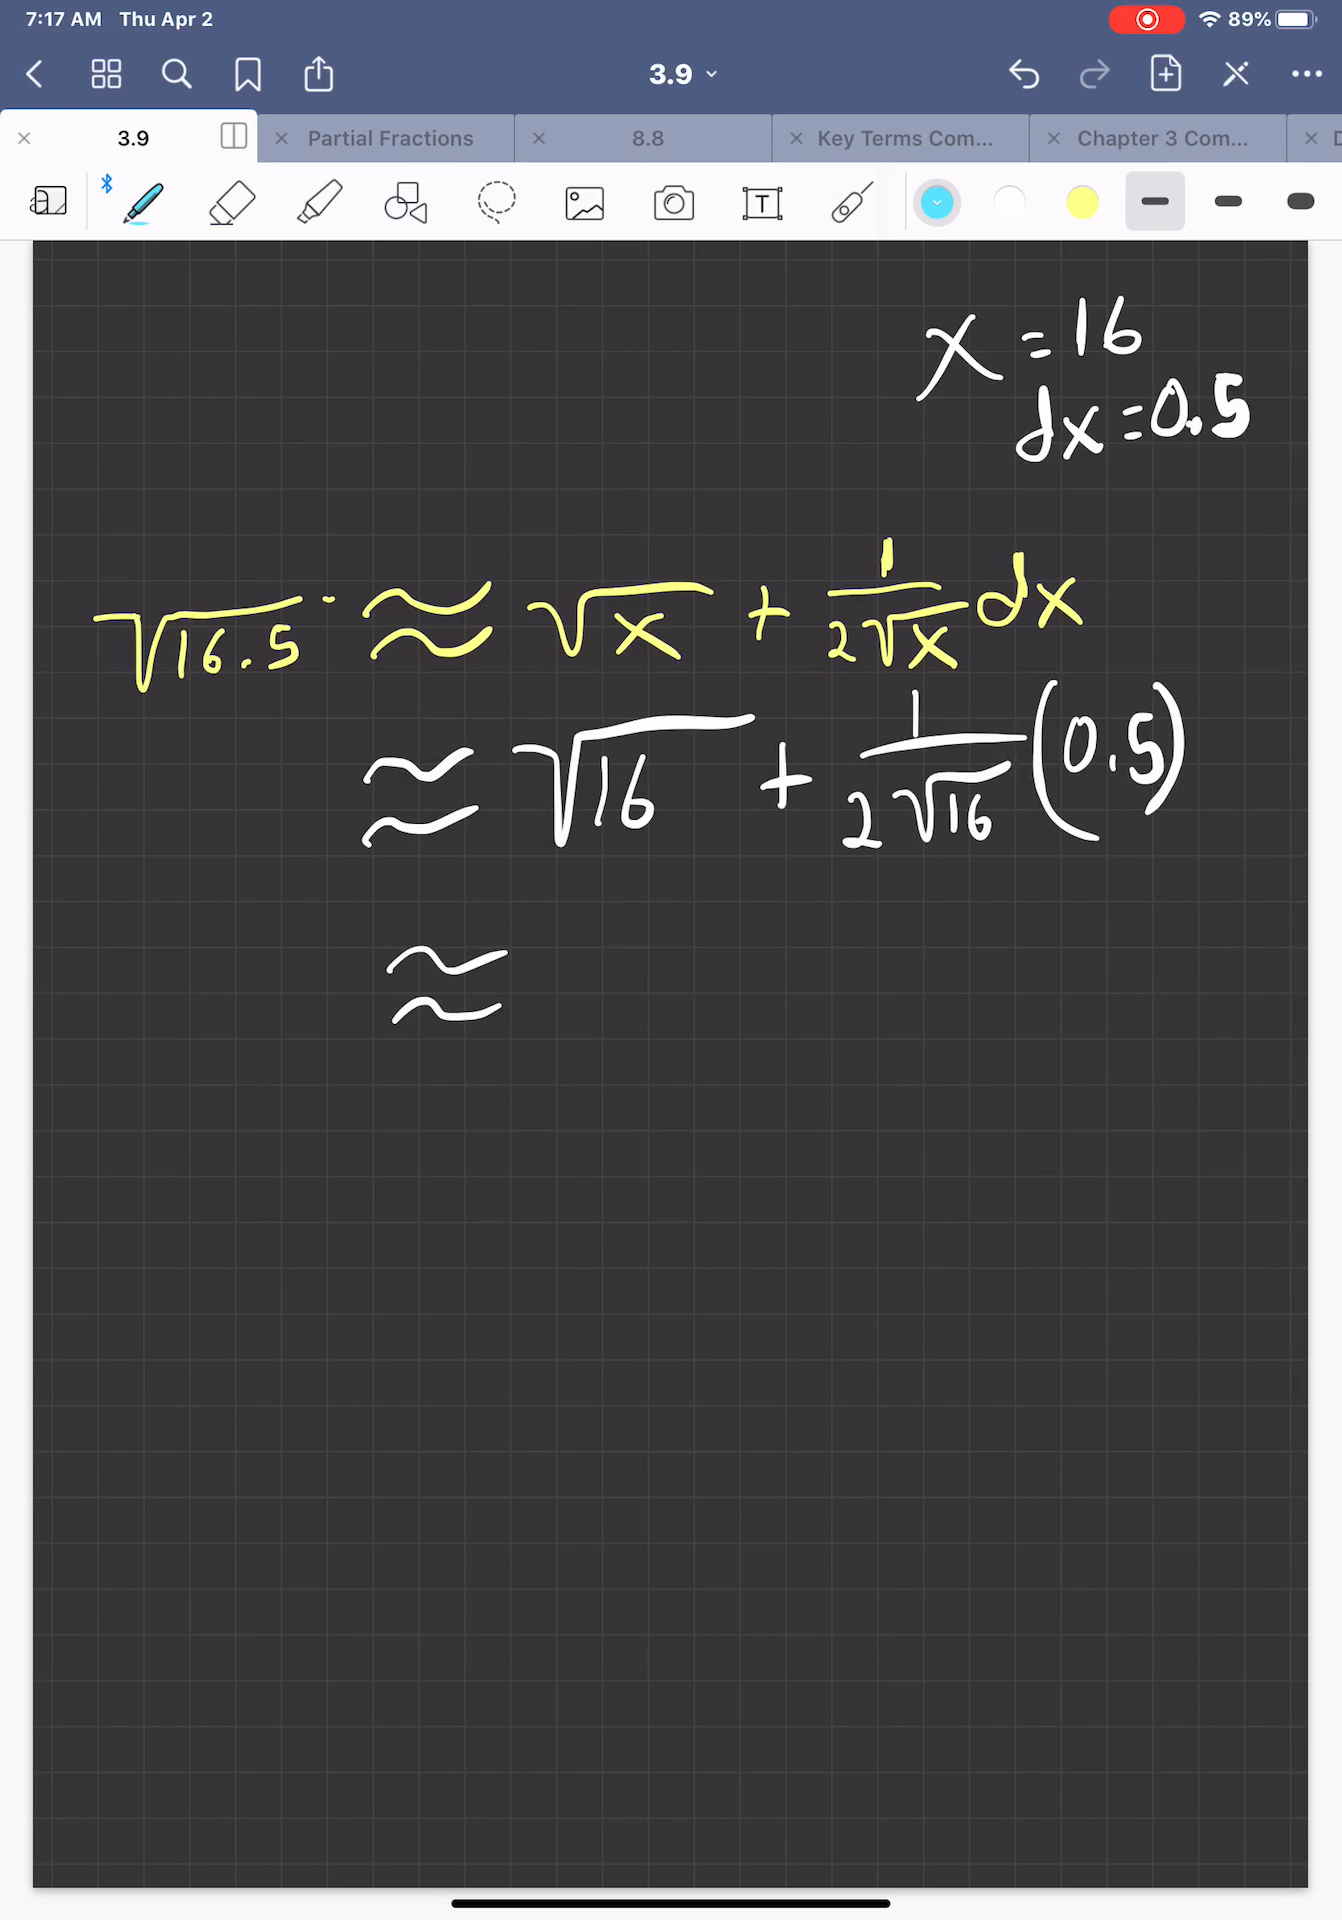 7:17 AM Thu Apr 2 89%
3.9
3.9 Partial Fractions 8.8 Key Terms Com... Chapter 3 Com... D
x = 16
dx = 0.5
√16.5 ≈ √x + 1/(2√x) dx
≈ √16 + 1/(2√16) (0.5)
≈